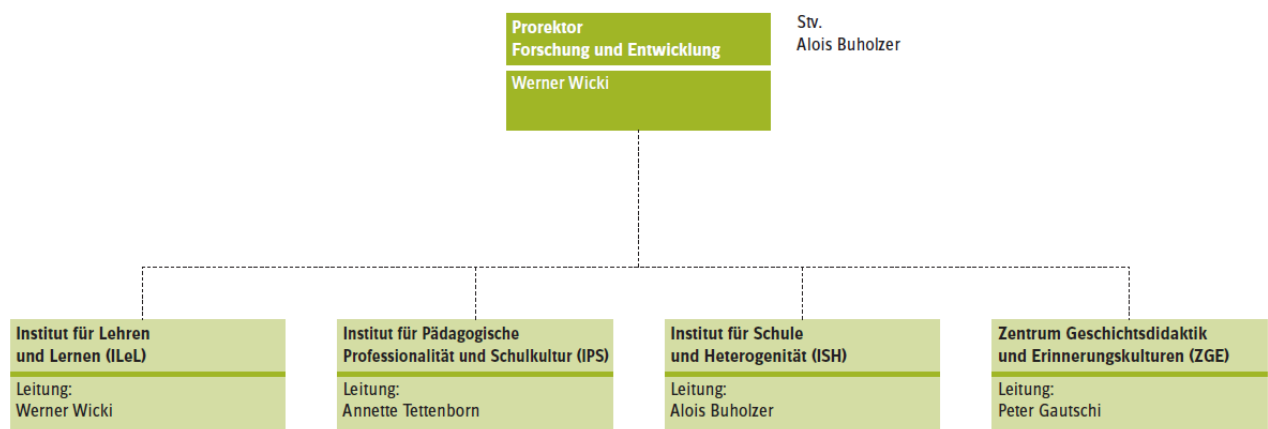 Prorektor
Forschung und Entwicklung
Werner Wicki
Stv.
Alois Buholzer
Institut für Lehren
und Lernen (ILeL)
Leitung:
Werner Wicki
Institut für Pädagogische
Professionalität und Schulkultur (IPS)
Leitung:
Annette Tettenborn
Institut für Schule
und Heterogenität (ISH)
Leitung:
Alois Buholzer
Zentrum Geschichtsdidaktik
und Erinnerungskulturen (ZGE)
Leitung:
Peter Gautschi